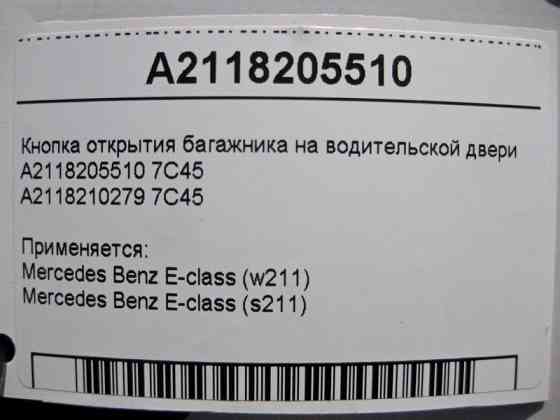 A2118205510
Кнопка открытия багажника на водительской двери
A2118205510 7C45
A2118210279 7C45
Применяется:
Mercedes Benz E-class (w211)
Mercedes Benz E-class (s211)